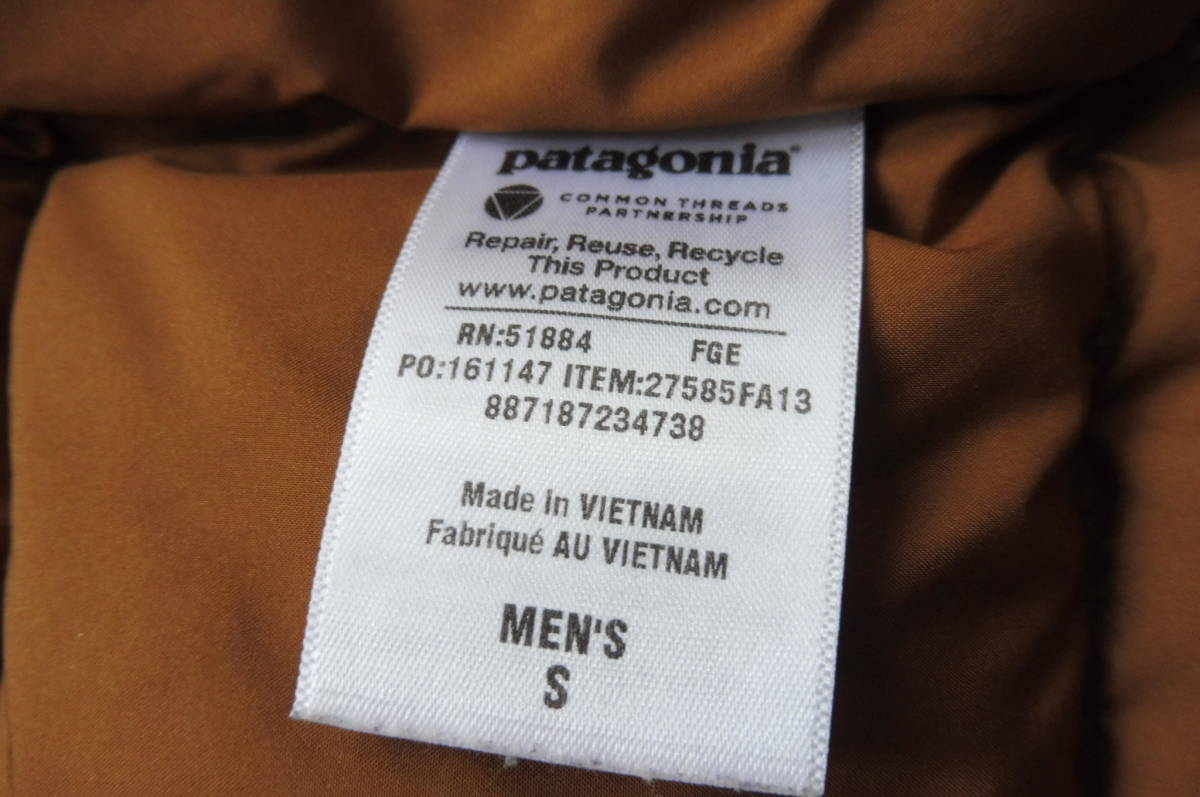 patagonia®
COMMON THREADS
PARTNERSHIP
Repair, Reuse, Recycle
This Product
www.patagonia.com
RN:51884 FGE
PO:161147 ITEM:27585FA13
887187234738
Made in VIETNAM
Fabriqué AU VIETNAM
MEN'S
S